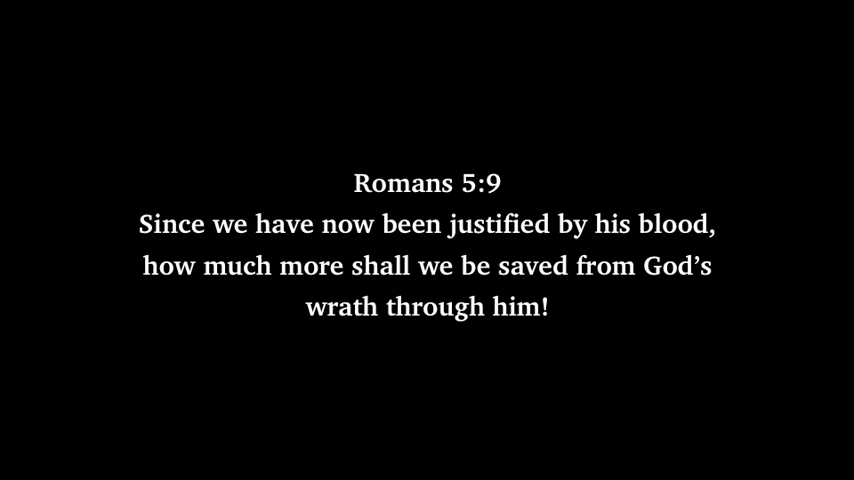 Romans 5:9
Since we have now been justified by his blood,
how much more shall we be saved from God’s
wrath through him!